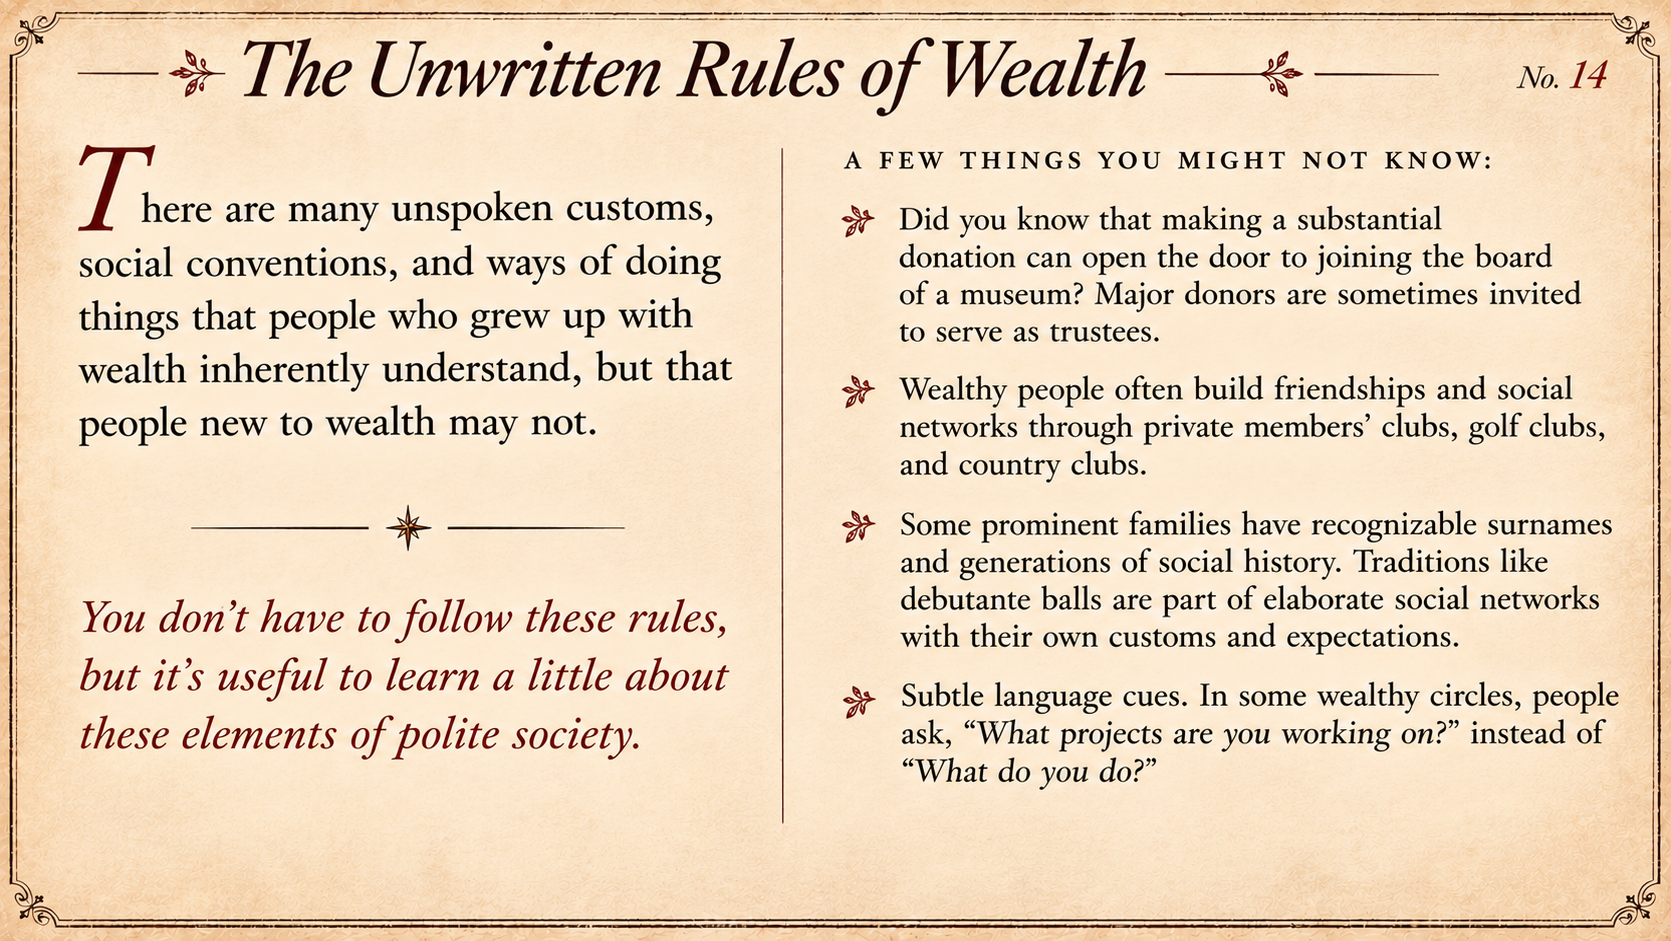 The Unwritten Rules of Wealth
No. 14
There are many unspoken customs,
social conventions, and ways of doing
things that people who grew up with
wealth inherently understand, but that
people new to wealth may not.
You don’t have to follow these rules,
but it’s useful to learn a little about
these elements of polite society.
A FEW THINGS YOU MIGHT NOT KNOW:
Did you know that making a substantial
donation can open the door to joining the board
of a museum? Major donors are sometimes invited
to serve as trustees.
Wealthy people often build friendships and social
networks through private members’ clubs, golf clubs,
and country clubs.
Some prominent families have recognizable surnames
and generations of social history. Traditions like
debutante balls are part of elaborate social networks
with their own customs and expectations.
Subtle language cues. In some wealthy circles, people
ask, “What projects are you working on?” instead of
“What do you do?”